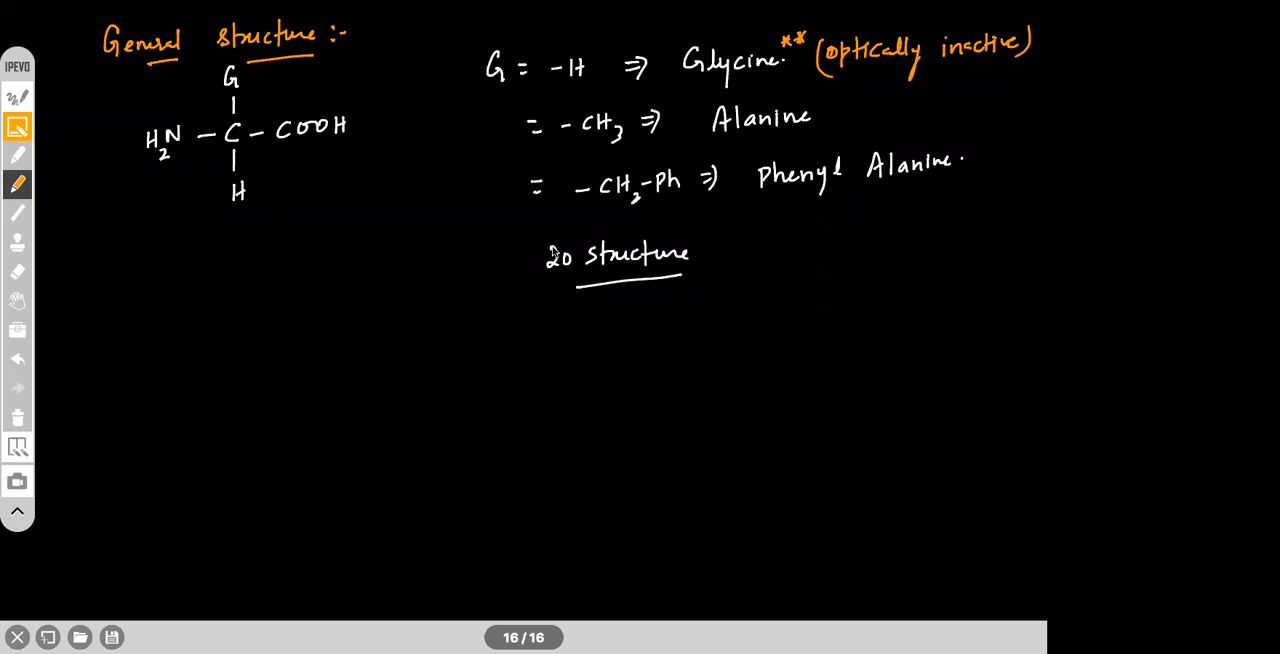 General structure :-
G
|
H₂N - C - COOH
|
H
G = -H ⇒ Glycine.** (optically inactive)
= -CH₃ ⇒ Alanine
= -CH₂-Ph ⇒ Phenyl Alanine.
20 structure
IPEVO
16/16